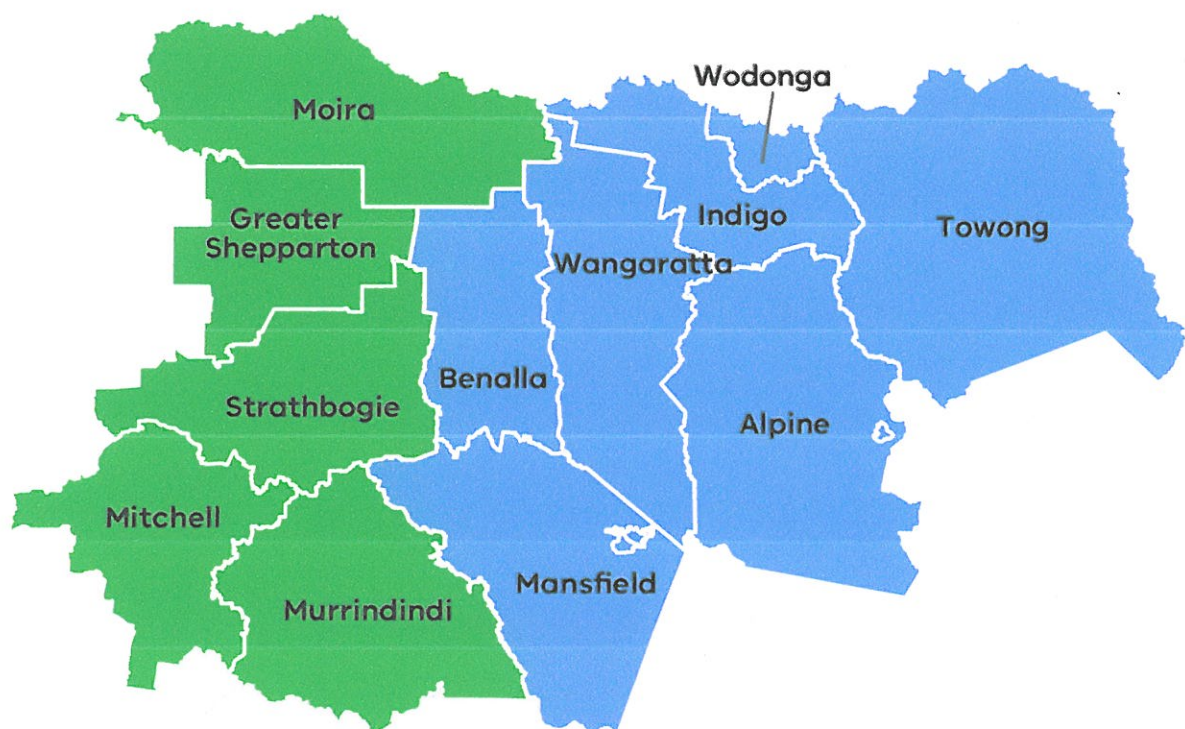 Wodonga
Moira
Greater
Shepparton
Indigo
Towong
Wangaratta
Benalla
Strathbogie
Alpine
Mitchell
Mansfield
Murrindindi